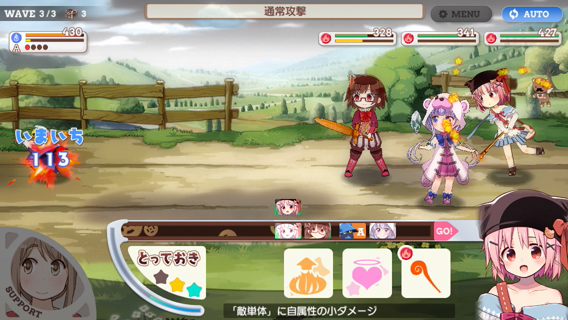 WAVE 3/3 3
通常攻撃
MENU
AUTO
430
A
328
341
427
いまいち
113
A
GO!
とっておき
SUPPORT
「敵単体」に自属性の小ダメージ